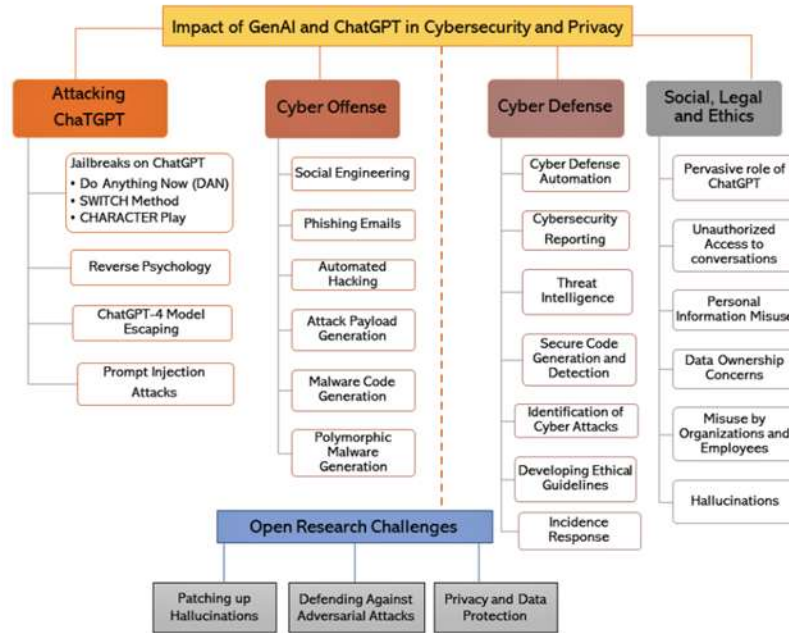 Impact of GenAI and ChatGPT in Cybersecurity and Privacy
Attacking
ChaTGPT
Jailbreaks on ChatGPT
• Do Anything Now (DAN)
• SWITCH Method
• CHARACTER Play
Reverse Psychology
ChatGPT-4 Model
Escaping
Prompt Injection
Attacks
Cyber Offense
Social Engineering
Phishing Emails
Automated
Hacking
Attack Payload
Generation
Malware Code
Generation
Polymorphic
Malware
Generation
Cyber Defense
Cyber Defense
Automation
Cybersecurity
Reporting
Threat
Intelligence
Secure Code
Generation and
Detection
Identification of
Cyber Attacks
Developing Ethical
Guidelines
Incidence
Response
Social, Legal
and Ethics
Pervasive role of
ChatGPT
Unauthorized
Access to
conversations
Personal
Information Misuse
Data Ownership
Concerns
Misuse by
Organizations and
Employees
Hallucinations
Open Research Challenges
Patching up
Hallucinations
Defending Against
Adversarial Attacks
Privacy and Data
Protection